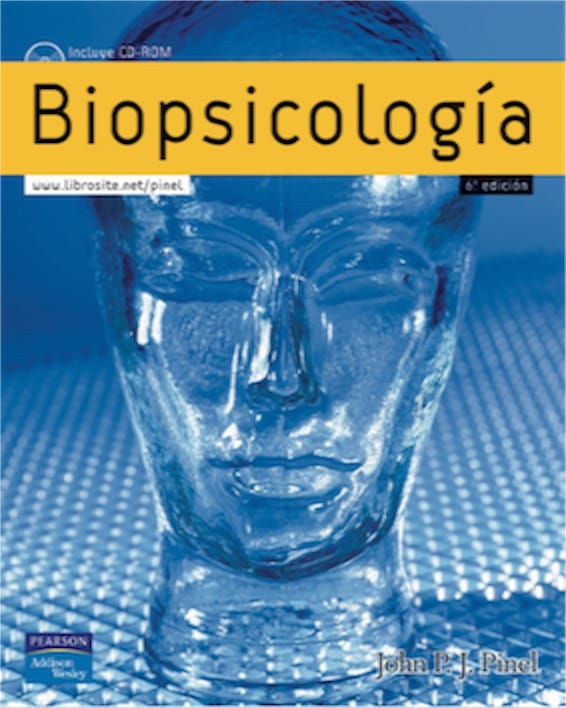 Incluye CD-ROM
Biopsicología
www.librosite.net/pinel
6ª edición
PEARSON
Addison
Wesley
John P. J. Pinel